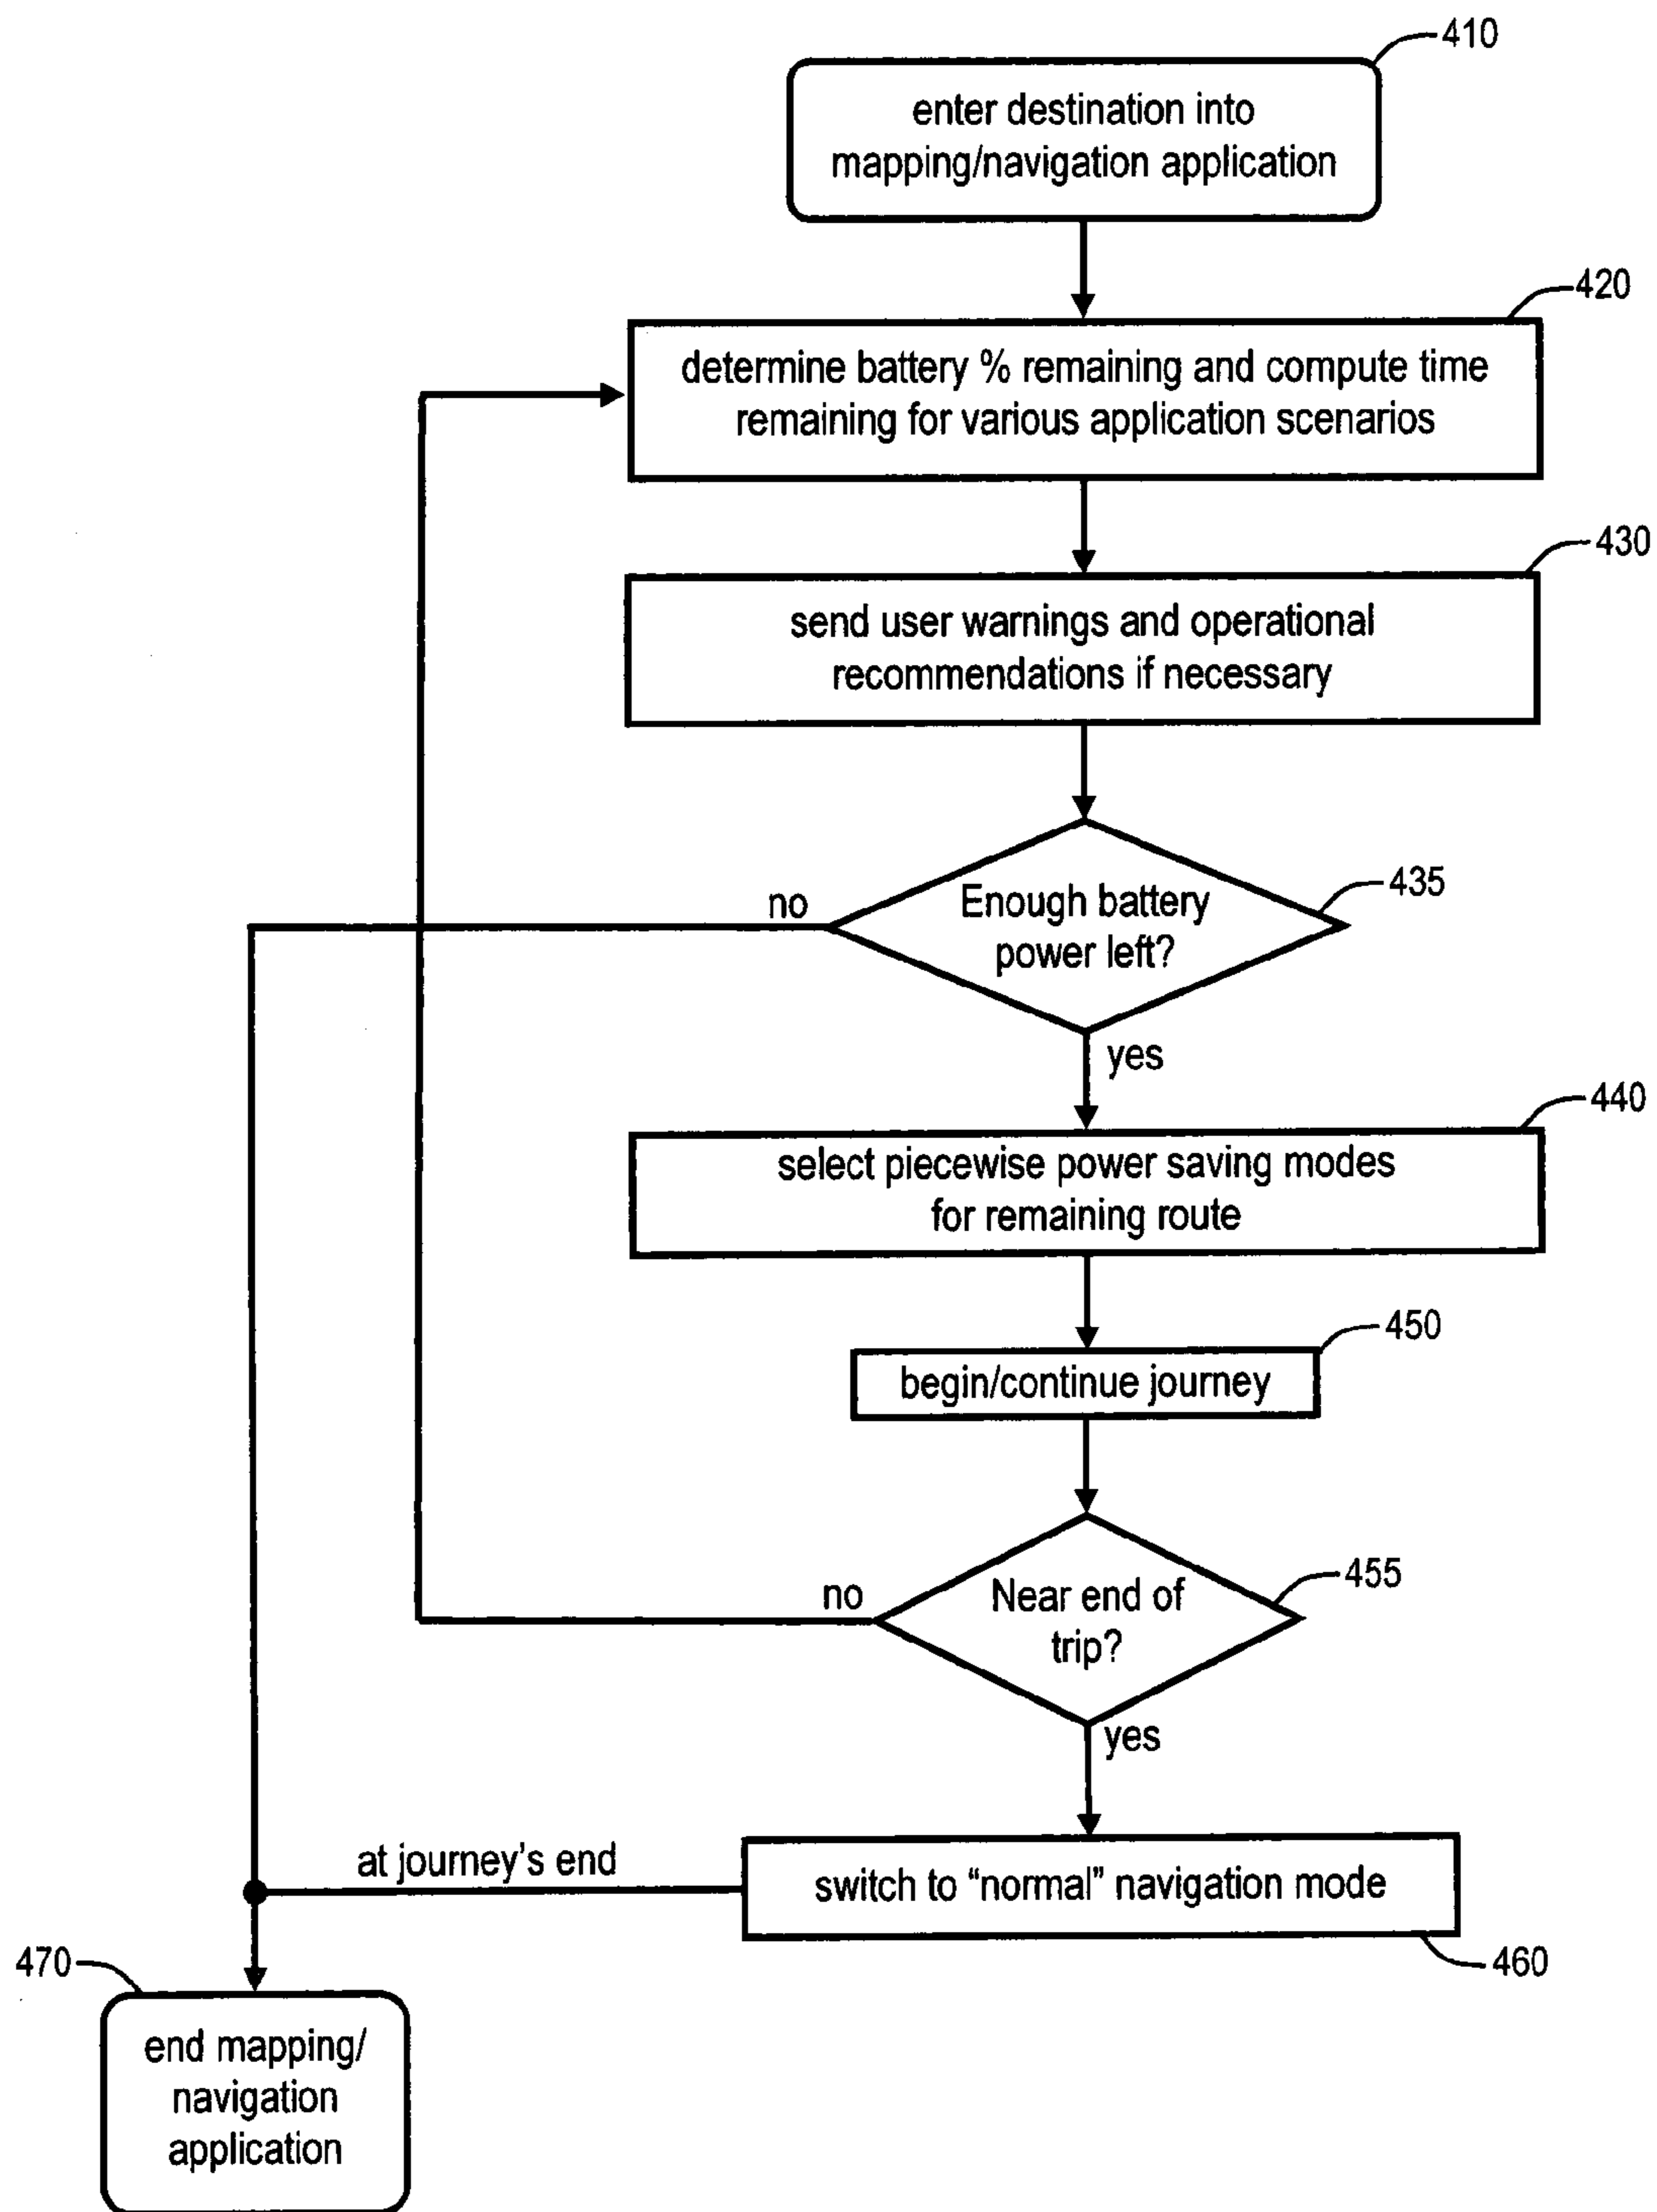 410
enter destination into
mapping/navigation application
420
determine battery % remaining and compute time
remaining for various application scenarios
430
send user warnings and operational
recommendations if necessary
435
no
Enough battery
power left?
yes
440
select piecewise power saving modes
for remaining route
450
begin/continue journey
455
no
Near end of
trip?
yes
at journey's end
switch to “normal” navigation mode
460
470
end mapping/
navigation
application